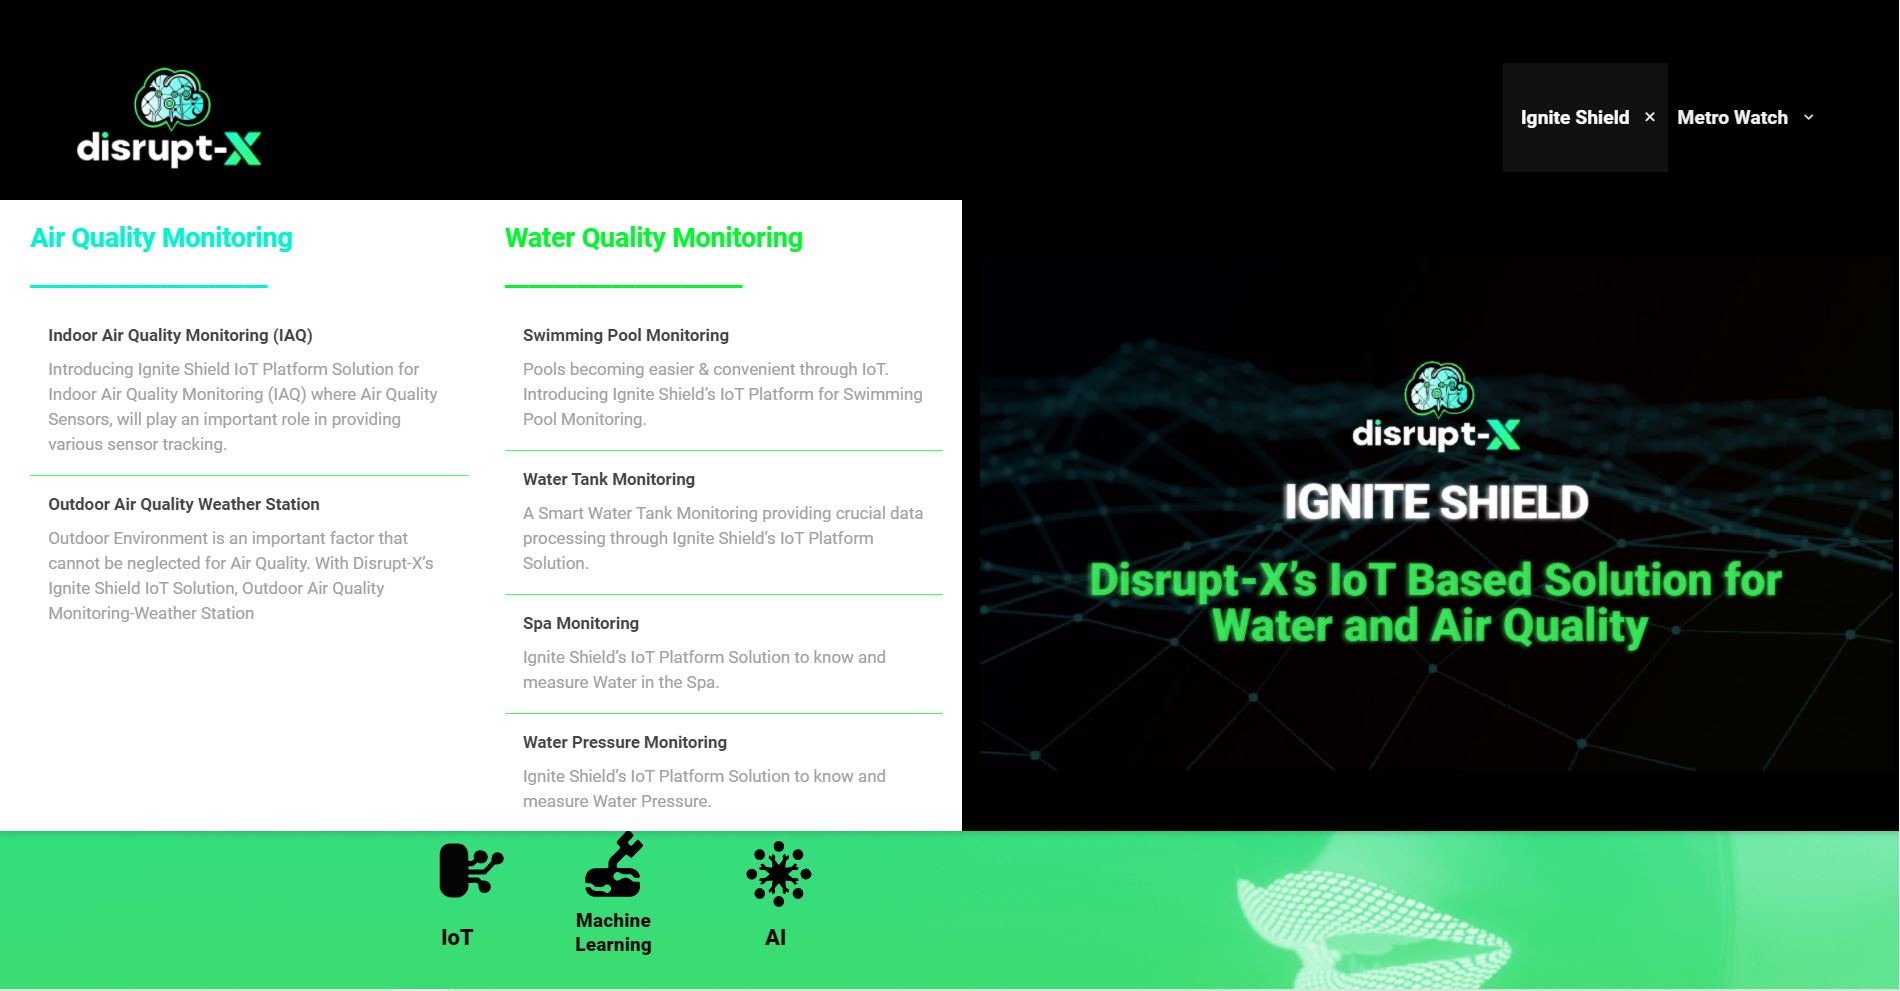 disrupt-X
Ignite Shield
Metro Watch
Air Quality Monitoring
Indoor Air Quality Monitoring (IAQ)
Introducing Ignite Shield IoT Platform Solution for
Indoor Air Quality Monitoring (IAQ) where Air Quality
Sensors, will play an important role in providing
various sensor tracking.
Outdoor Air Quality Weather Station
Outdoor Environment is an important factor that
cannot be neglected for Air Quality. With Disrupt-X’s
Ignite Shield IoT Solution, Outdoor Air Quality
Monitoring-Weather Station
Water Quality Monitoring
Swimming Pool Monitoring
Pools becoming easier & convenient through IoT.
Introducing Ignite Shield’s IoT Platform for Swimming
Pool Monitoring.
Water Tank Monitoring
A Smart Water Tank Monitoring providing crucial data
processing through Ignite Shield’s IoT Platform
Solution.
Spa Monitoring
Ignite Shield’s IoT Platform Solution to know and
measure Water in the Spa.
Water Pressure Monitoring
Ignite Shield’s IoT Platform Solution to know and
measure Water Pressure.
disrupt-X
IGNITE SHIELD
Disrupt-X’s IoT Based Solution for
Water and Air Quality
IoT
Machine
Learning
AI